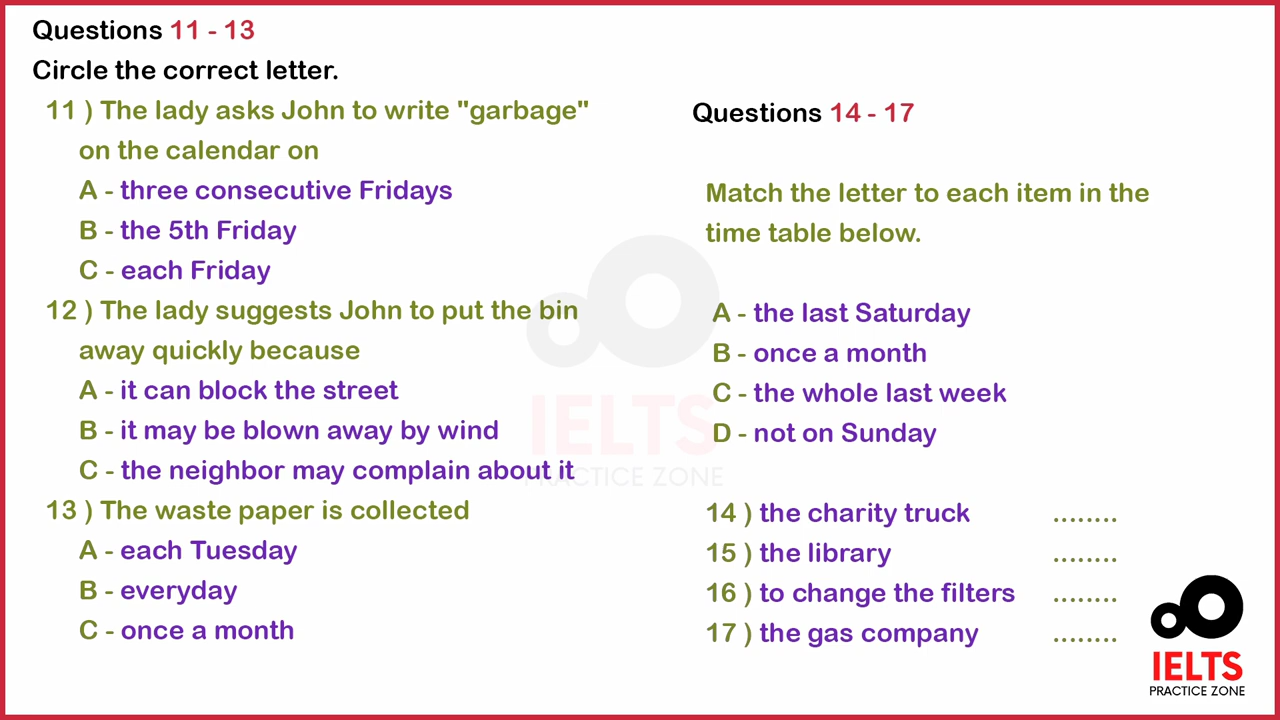 Questions 11 - 13
Circle the correct letter.
11 ) The lady asks John to write "garbage"
on the calendar on
A - three consecutive Fridays
B - the 5th Friday
C - each Friday
12 ) The lady suggests John to put the bin
away quickly because
A - it can block the street
B - it may be blown away by wind
C - the neighbor may complain about it
13 ) The waste paper is collected
A - each Tuesday
B - everyday
C - once a month
Questions 14 - 17
Match the letter to each item in the
time table below.
A - the last Saturday
B - once a month
C - the whole last week
D - not on Sunday
14 ) the charity truck ........
15 ) the library ........
16 ) to change the filters ........
17 ) the gas company ........
IELTS
PRACTICE ZONE
IELTS
PRACTICE ZONE